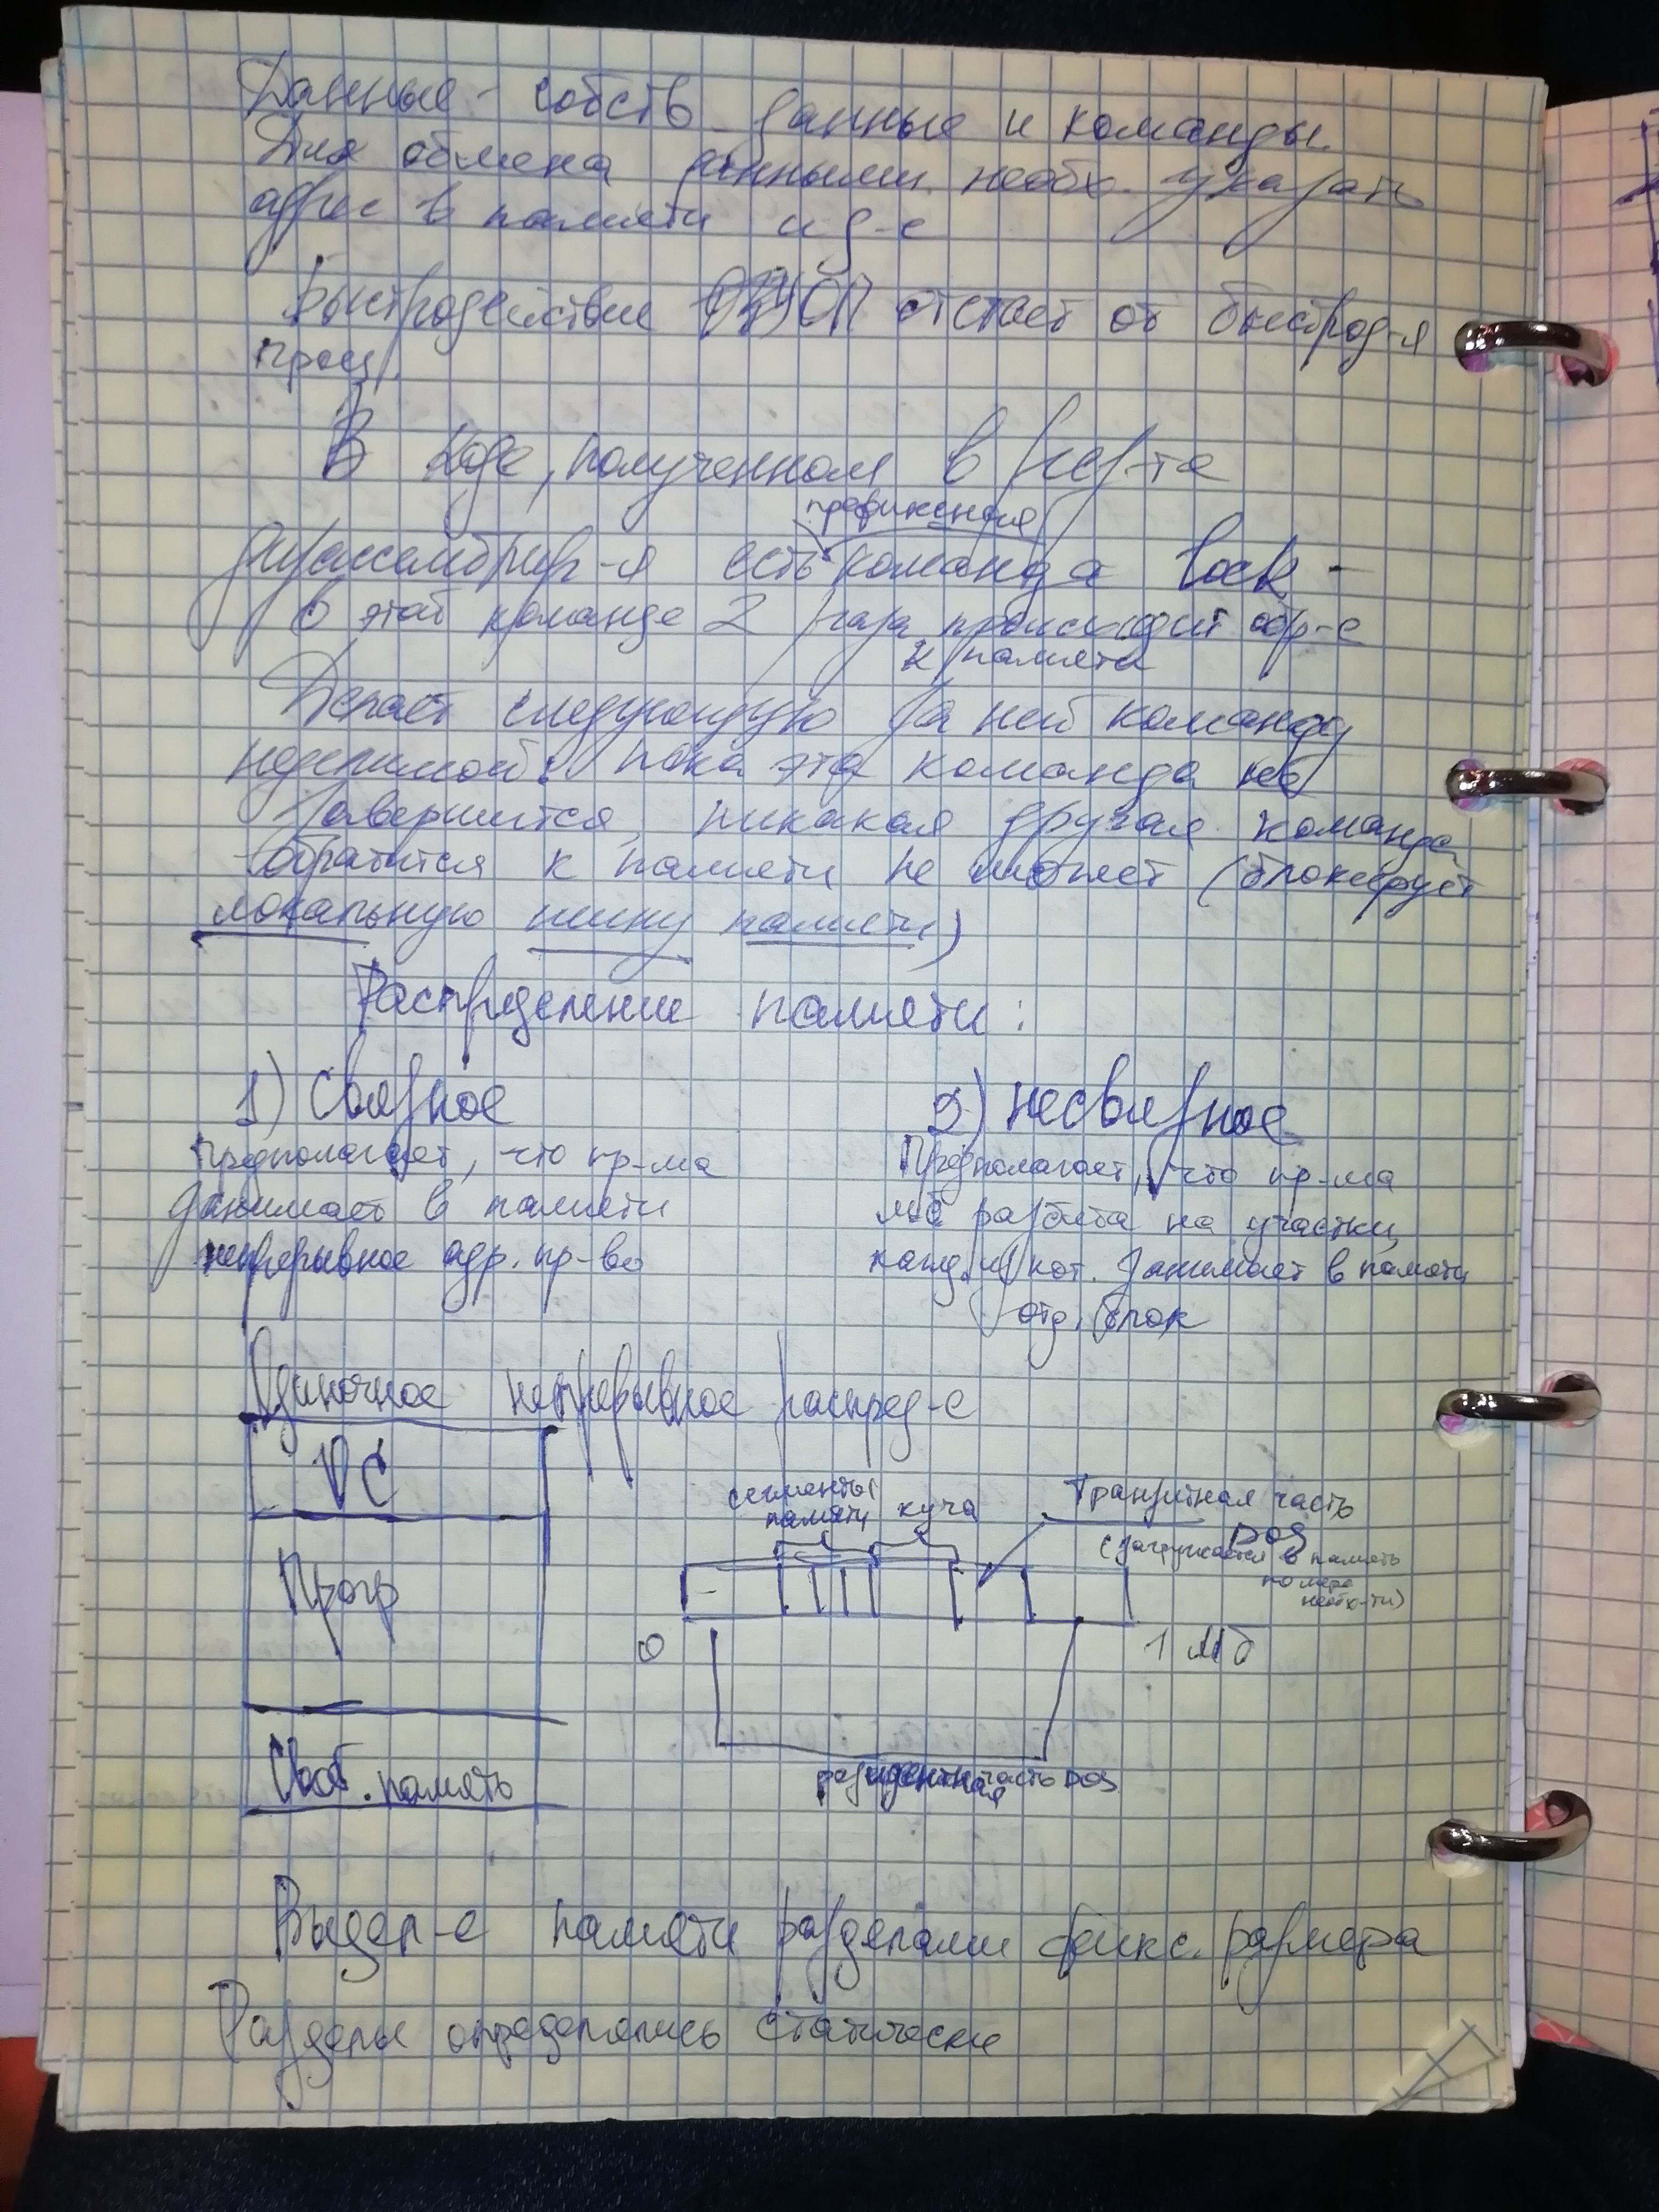 Данные - собств. данные и команды.
Для обмена данными необх. указать
адрес в памяти и д-е
Быстродействие ОП отстает от быстрод-я
проц.
В коде, полученном в рез-те
префиксная
дизассемблир-я есть команда lock -
в этой команде 2 раза происходит обр-е
к памяти
Делает следующую за ней команду
неделимой: пока эта команда не
завершится, никакая другая команда
обратится к памяти не может (блокирует
локальную шину памяти)
Распределение памяти:
1) Связное
2) несвязное
Предполагает, что пр-ма
занимает в памяти
непрерывное адр. пр-во
Предполагает, что пр-ма
м.б разбита на участки,
кажд. из кот. занимает в памяти
отд. блок
Одиночное непрерывное распред-е
ОС
Прогр
Своб. память
сегменты
памяти
куча
Транзитная часть
DOS
(загружается в память
по мере
необх-ти)
0
1 Мб
резидентная часть DOS
Выдел-е памяти разделами фикс. размера
Разделы определялись статически